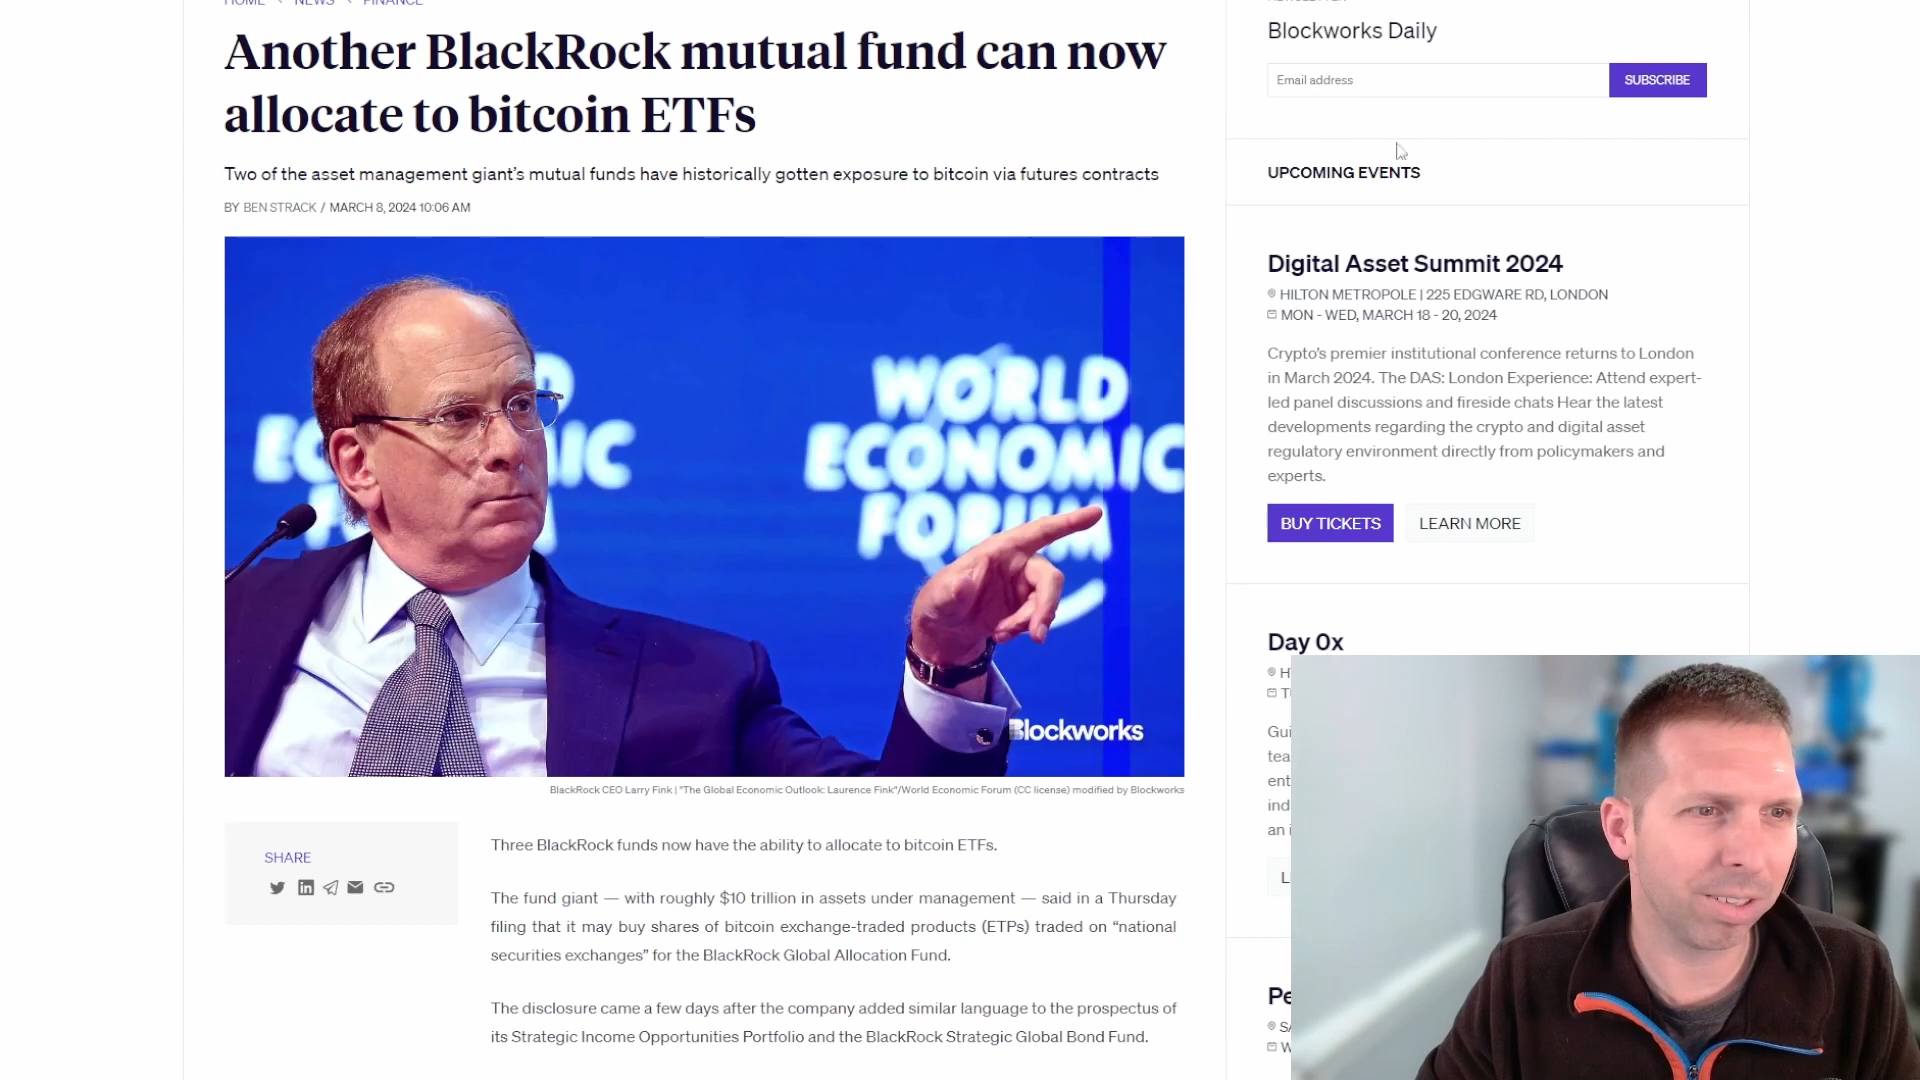 HOME < NEWS < FINANCE
Another BlackRock mutual fund can now
allocate to bitcoin ETFs
Two of the asset management giant’s mutual funds have historically gotten exposure to bitcoin via futures contracts
BY BEN STRACK / MARCH 8, 2024 10:06 AM
WORLD
ECONOMIC
FORUM
Blockworks
BlackRock CEO Larry Fink | "The Global Economic Outlook: Laurence Fink"/World Economic Forum (CC license) modified by Blockworks
SHARE
Three BlackRock funds now have the ability to allocate to bitcoin ETFs.
The fund giant — with roughly $10 trillion in assets under management — said in a Thursday
filing that it may buy shares of bitcoin exchange-traded products (ETPs) traded on “national
securities exchanges” for the BlackRock Global Allocation Fund.
The disclosure came a few days after the company added similar language to the prospectus of
its Strategic Income Opportunities Portfolio and the BlackRock Strategic Global Bond Fund.
NEWSLETTER
Blockworks Daily
Email address
SUBSCRIBE
UPCOMING EVENTS
Digital Asset Summit 2024
HILTON METROPOLE | 225 EDGWARE RD, LONDON
MON - WED, MARCH 18 - 20, 2024
Crypto’s premier institutional conference returns to London
in March 2024. The DAS: London Experience: Attend expert-
led panel discussions and fireside chats Hear the latest
developments regarding the crypto and digital asset
regulatory environment directly from policymakers and
experts.
BUY TICKETS
LEARN MORE
Day 0x